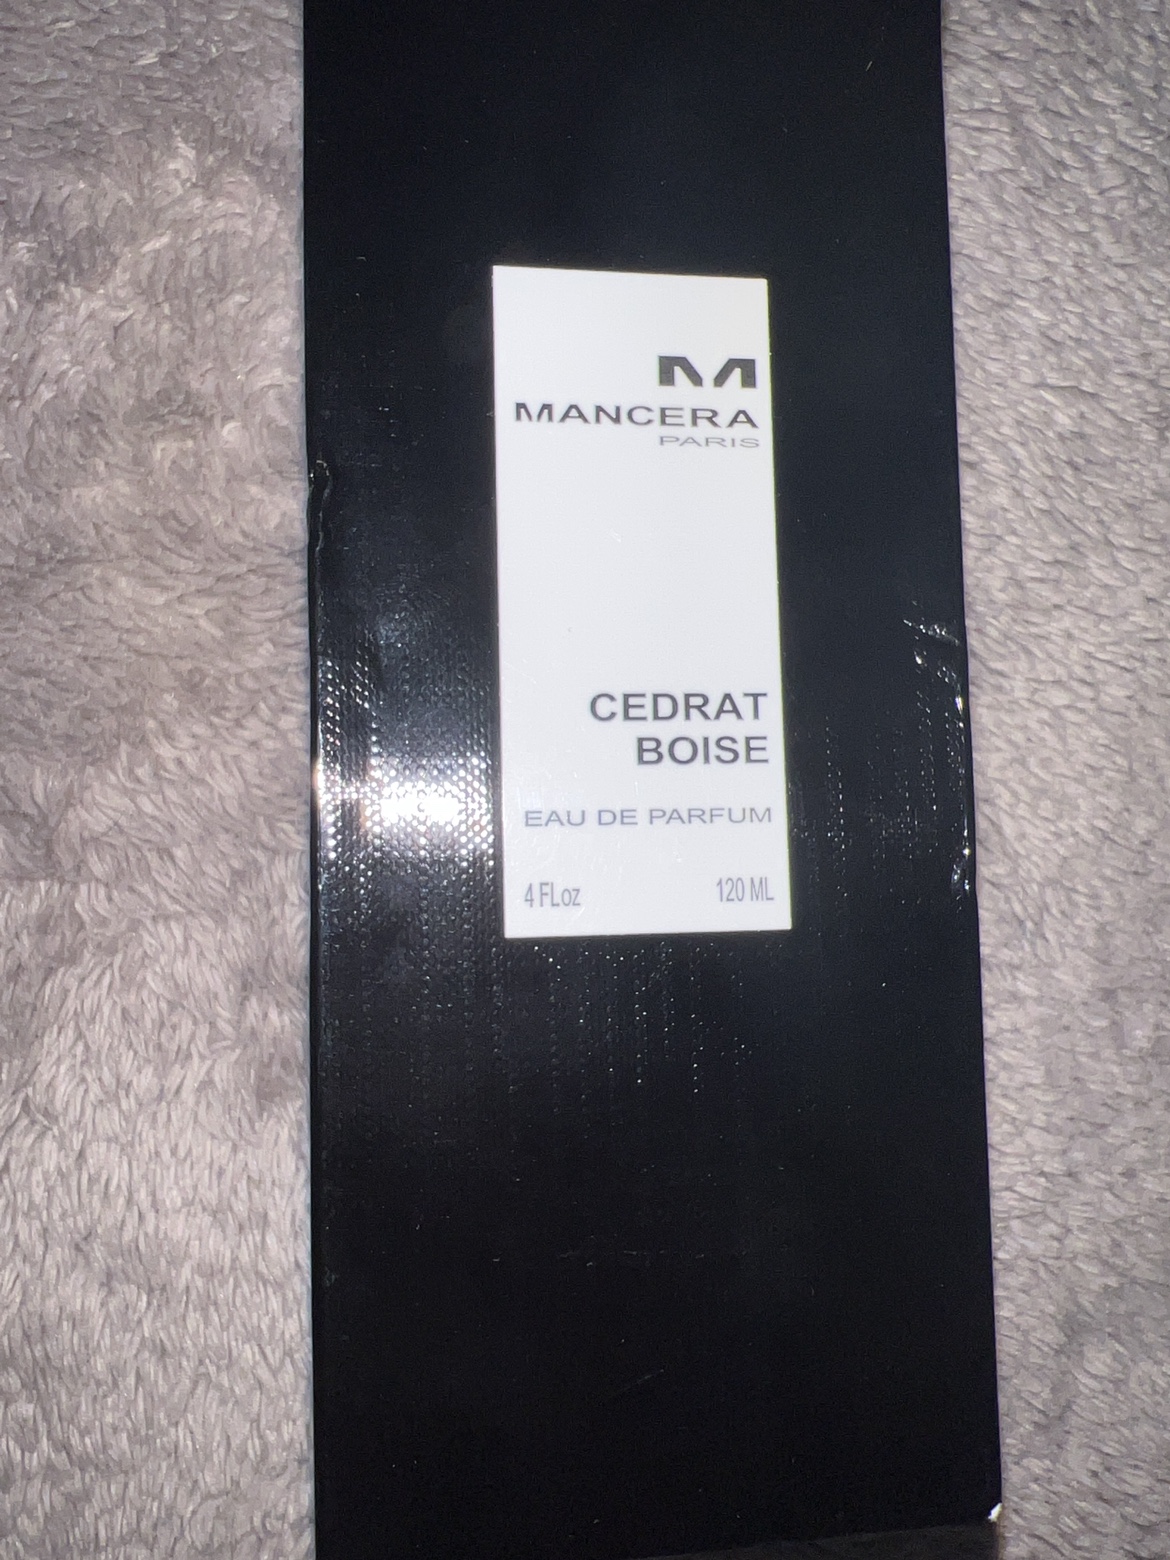 M
MANCERA
PARIS
CEDRAT
BOISE
EAU DE PARFUM
4 FLoz 120 ML